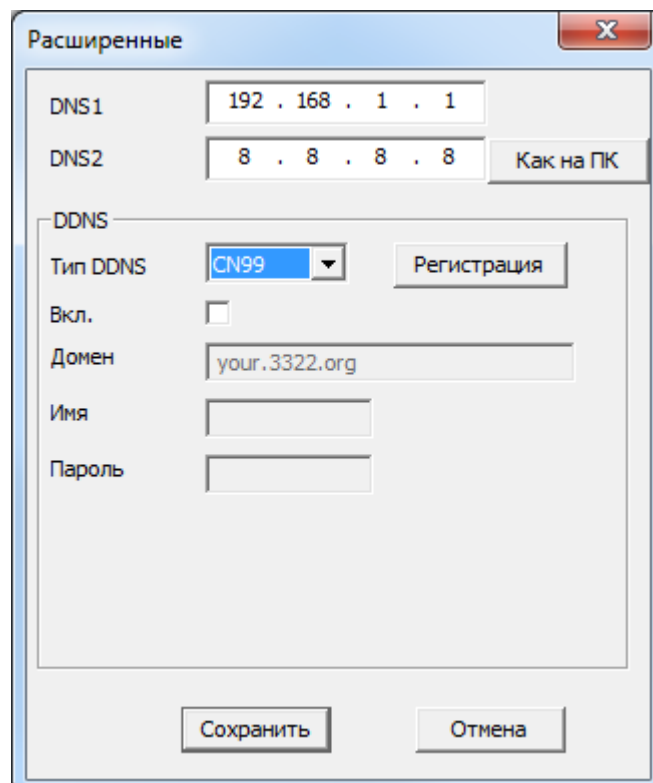 Расширенные
DNS1 192 . 168 . 1 . 1
DNS2 8 . 8 . 8 . 8 Как на ПК
DDNS
Тип DDNS CN99 Регистрация
Вкл.
Домен your.3322.org
Имя
Пароль
Сохранить Отмена